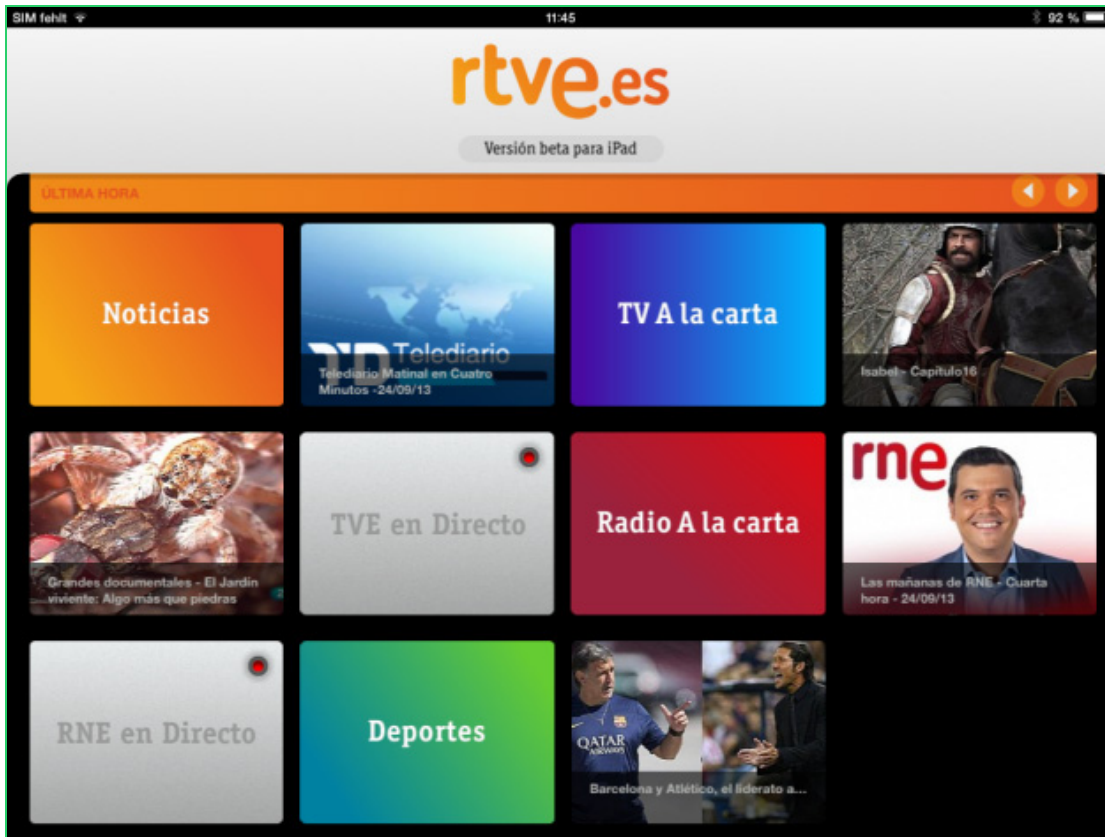 SIM fehlt
11:45
92 %
rtve.es
Versión beta para iPad
ÚLTIMA HORA
Noticias
TD Telediario
Telediario Matinal en Cuatro
Minutos -24/09/13
TV A la carta
Isabel - Capítulo16
Grandes documentales - El Jardín
viviente: Algo más que piedras
TVE en Directo
Radio A la carta
rne
Las mañanas de RNE - Cuarta
hora - 24/09/13
RNE en Directo
Deportes
QATAR
AIRWAYS
Barcelona y Atlético, el liderato a...